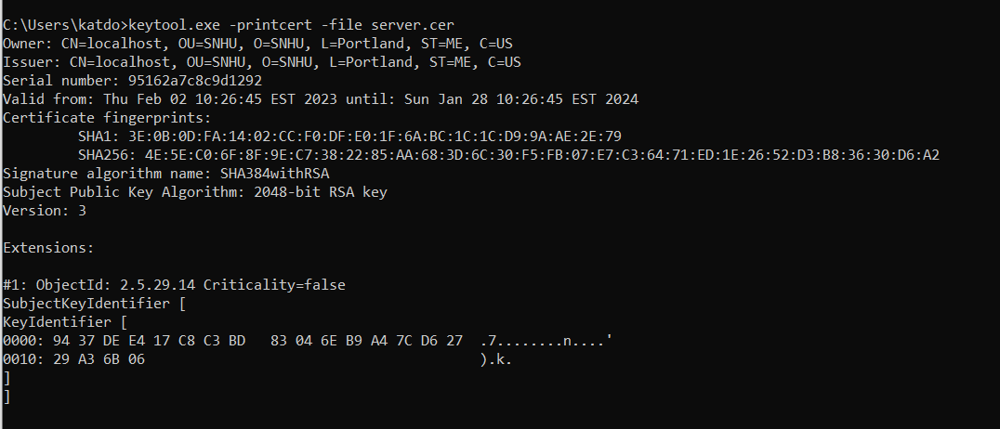 C:\Users\katdo>keytool.exe -printcert -file server.cer
Owner: CN=localhost, OU=SNHU, O=SNHU, L=Portland, ST=ME, C=US
Issuer: CN=localhost, OU=SNHU, O=SNHU, L=Portland, ST=ME, C=US
Serial number: 95162a7c8c9d1292
Valid from: Thu Feb 02 10:26:45 EST 2023 until: Sun Jan 28 10:26:45 EST 2024
Certificate fingerprints:
         SHA1: 3E:0B:0D:FA:14:02:CC:F0:DF:E0:1F:6A:BC:1C:1C:D9:9A:AE:2E:79
         SHA256: 4E:5E:C0:6F:8F:9E:C7:38:22:85:AA:68:3D:6C:30:F5:FB:07:E7:C3:64:71:ED:1E:26:52:D3:B8:36:30:D6:A2
Signature algorithm name: SHA384withRSA
Subject Public Key Algorithm: 2048-bit RSA key
Version: 3

Extensions:

#1: ObjectId: 2.5.29.14 Criticality=false
SubjectKeyIdentifier [
KeyIdentifier [
0000: 94 37 DE E4 17 C8 C3 BD   83 04 6E B9 A4 7C D6 27  .7........n....'
0010: 29 A3 6B 06                                        ).k.
]
]